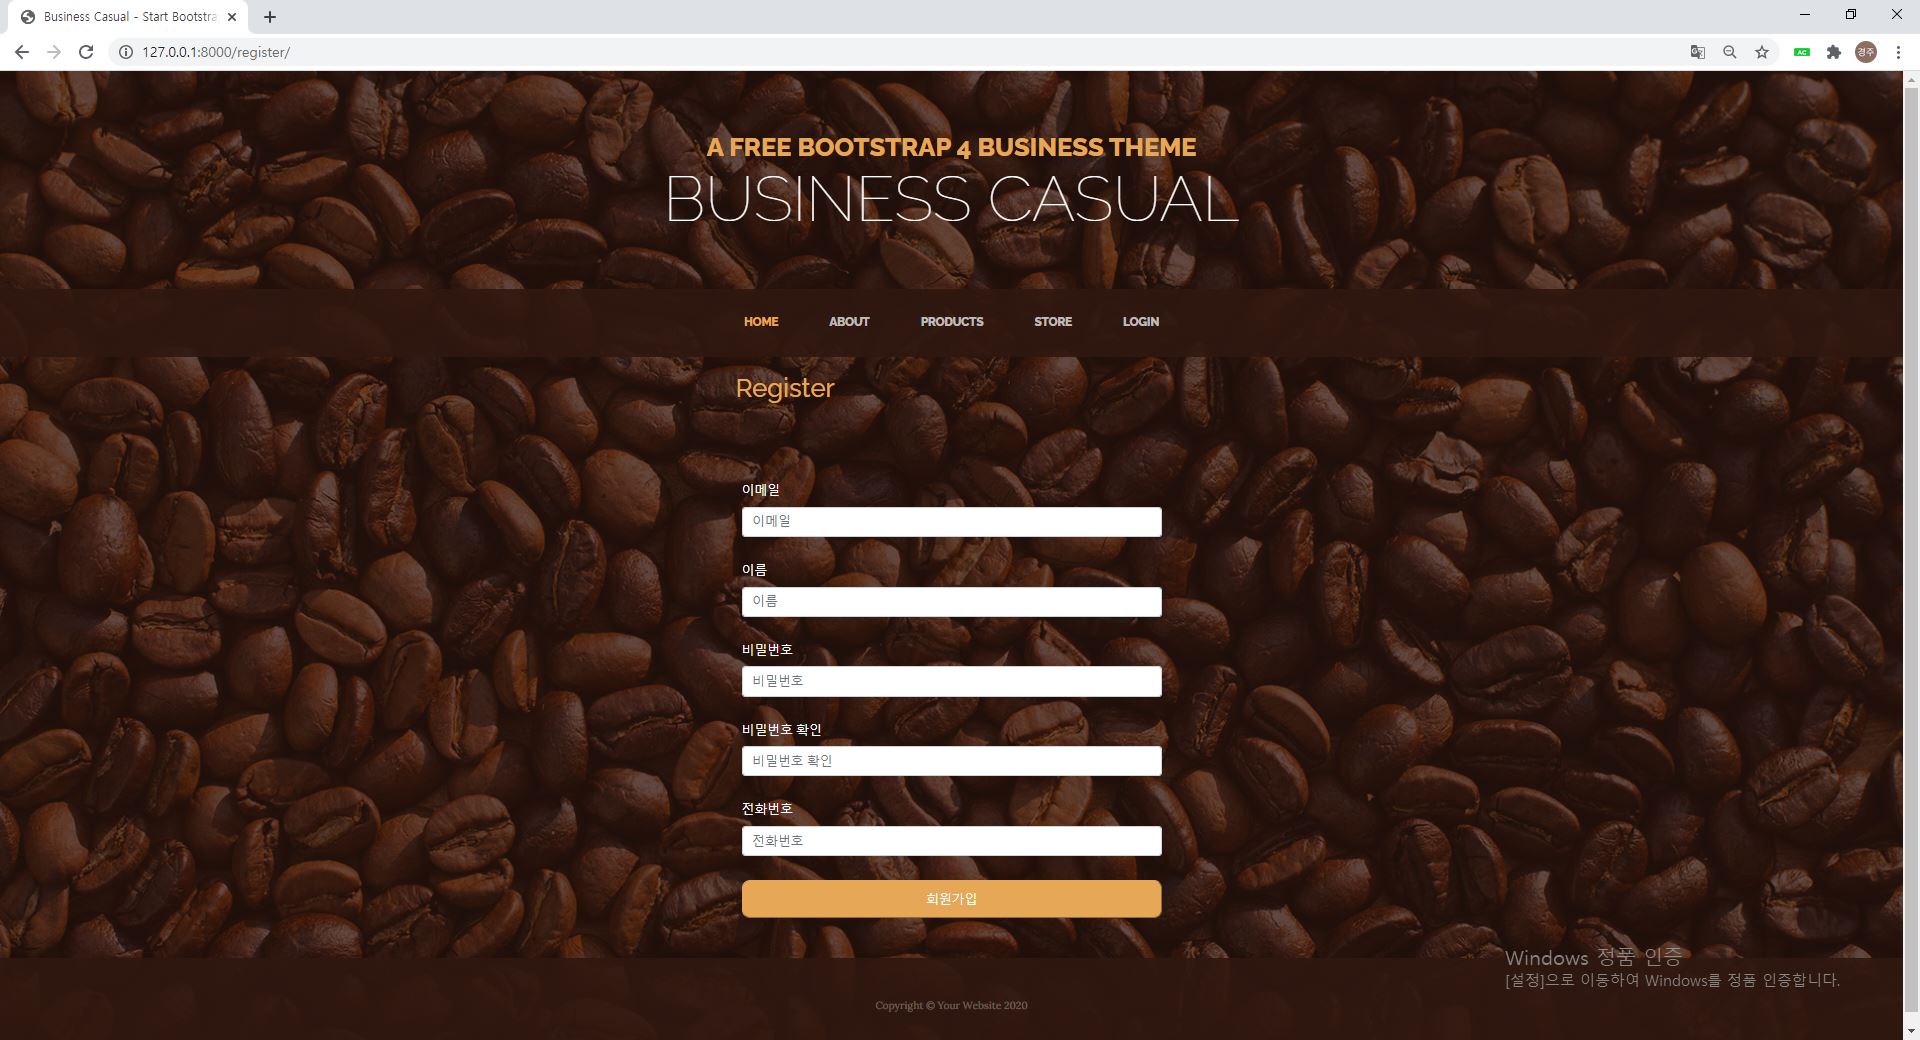 Business Casual - Start Bootstra
127.0.0.1:8000/register/
AC
경주
A FREE BOOTSTRAP 4 BUSINESS THEME
BUSINESS CASUAL
HOME ABOUT PRODUCTS STORE LOGIN
Register
이메일
이메일
이름
이름
비밀번호
비밀번호
비밀번호 확인
비밀번호 확인
전화번호
전화번호
회원가입
Windows 정품 인증
[설정]으로 이동하여 Windows를 정품 인증합니다.
Copyright © Your Website 2020